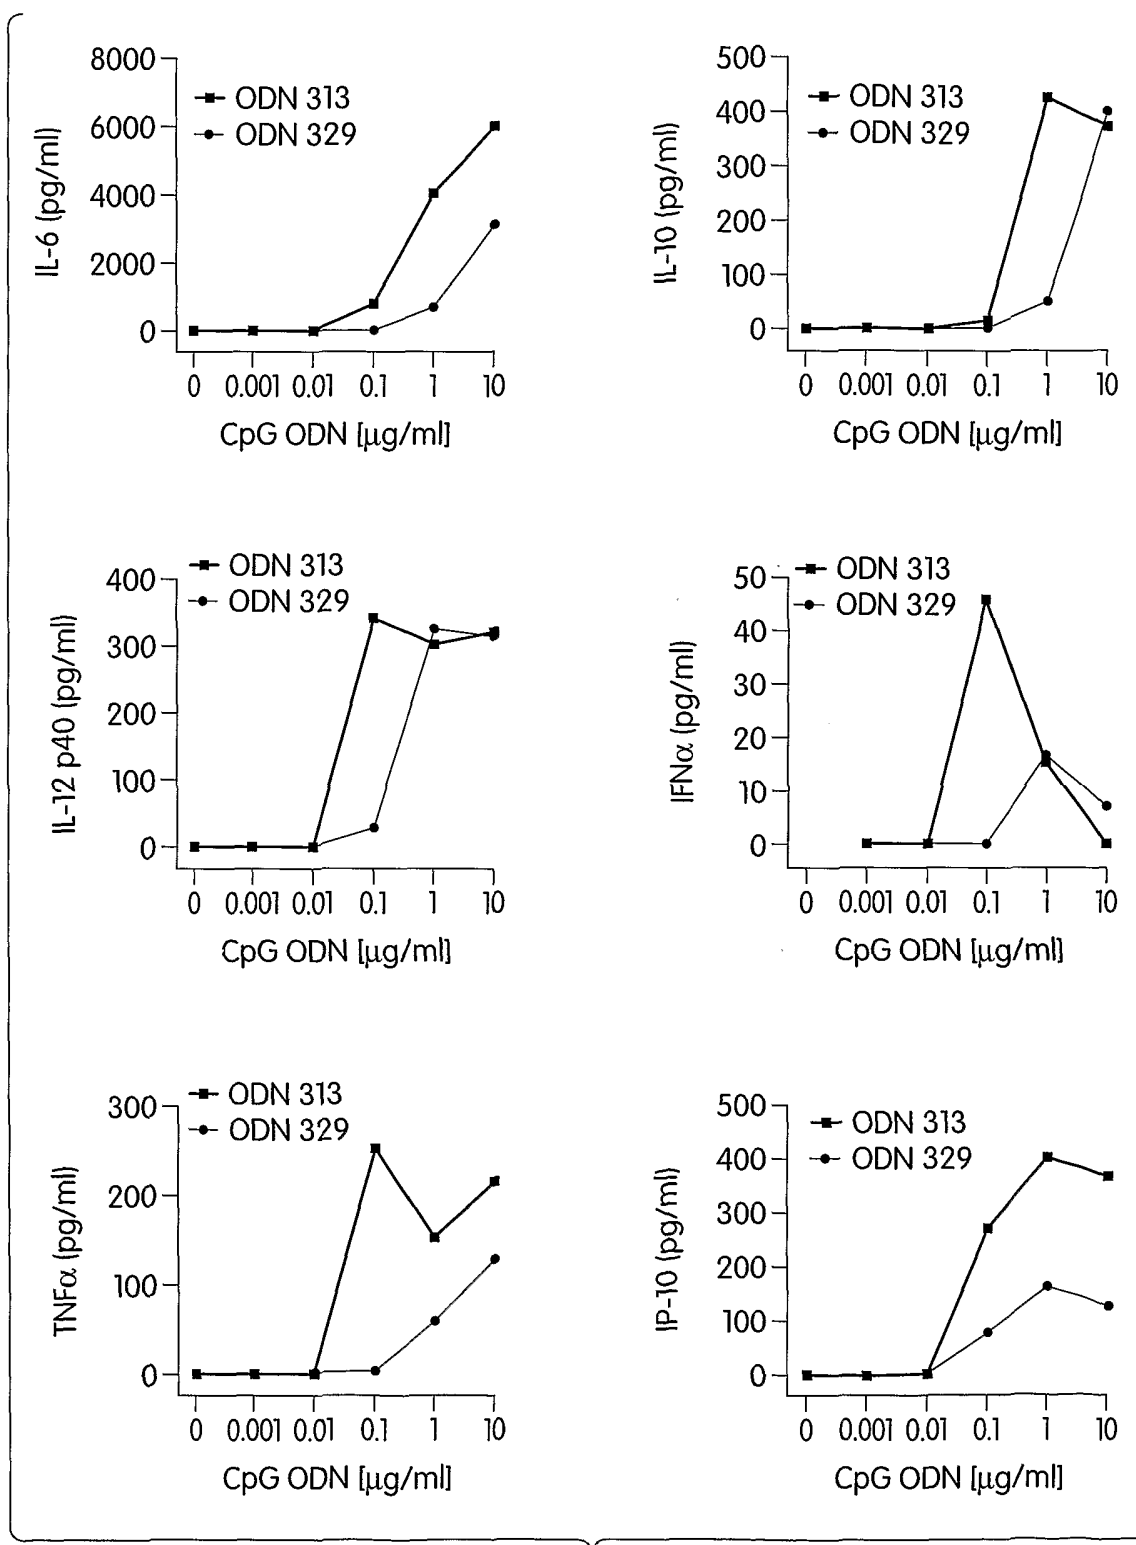 8000
6000
4000
2000
0
IL-6 (pg/ml)
ODN 313
ODN 329
0 0.001 0.01 0.1 1 10
CpG ODN [µg/ml]
500
400
300
200
100
0
IL-10 (pg/ml)
ODN 313
ODN 329
0 0.001 0.01 0.1 1 10
CpG ODN [µg/ml]
400
300
200
100
0
IL-12 p40 (pg/ml)
ODN 313
ODN 329
0 0.001 0.01 0.1 1 10
CpG ODN [µg/ml]
50
40
30
20
10
0
IFNα (pg/ml)
ODN 313
ODN 329
0 0.001 0.01 0.1 1 10
CpG ODN [µg/ml]
300
200
100
0
TNFα (pg/ml)
ODN 313
ODN 329
0 0.001 0.01 0.1 1 10
CpG ODN [µg/ml]
500
400
300
200
100
0
IP-10 (pg/ml)
ODN 313
ODN 329
0 0.001 0.01 0.1 1 10
CpG ODN [µg/ml]